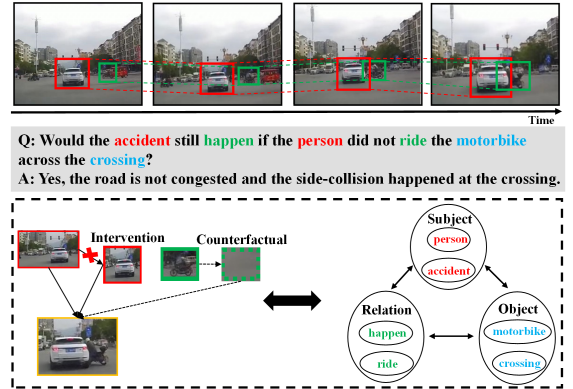 Time
Q: Would the accident still happen if the person did not ride the motorbike
across the crossing?
A: Yes, the road is not congested and the side-collision happened at the crossing.
Intervention
Counterfactual
Subject
person
accident
Relation
happen
ride
Object
motorbike
crossing